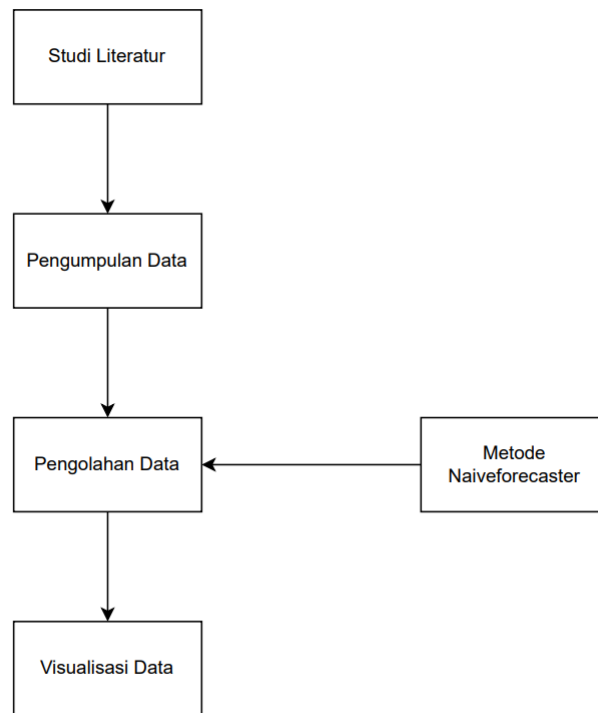 Studi Literatur
Pengumpulan Data
Pengolahan Data
Metode
Naiveforecaster
Visualisasi Data